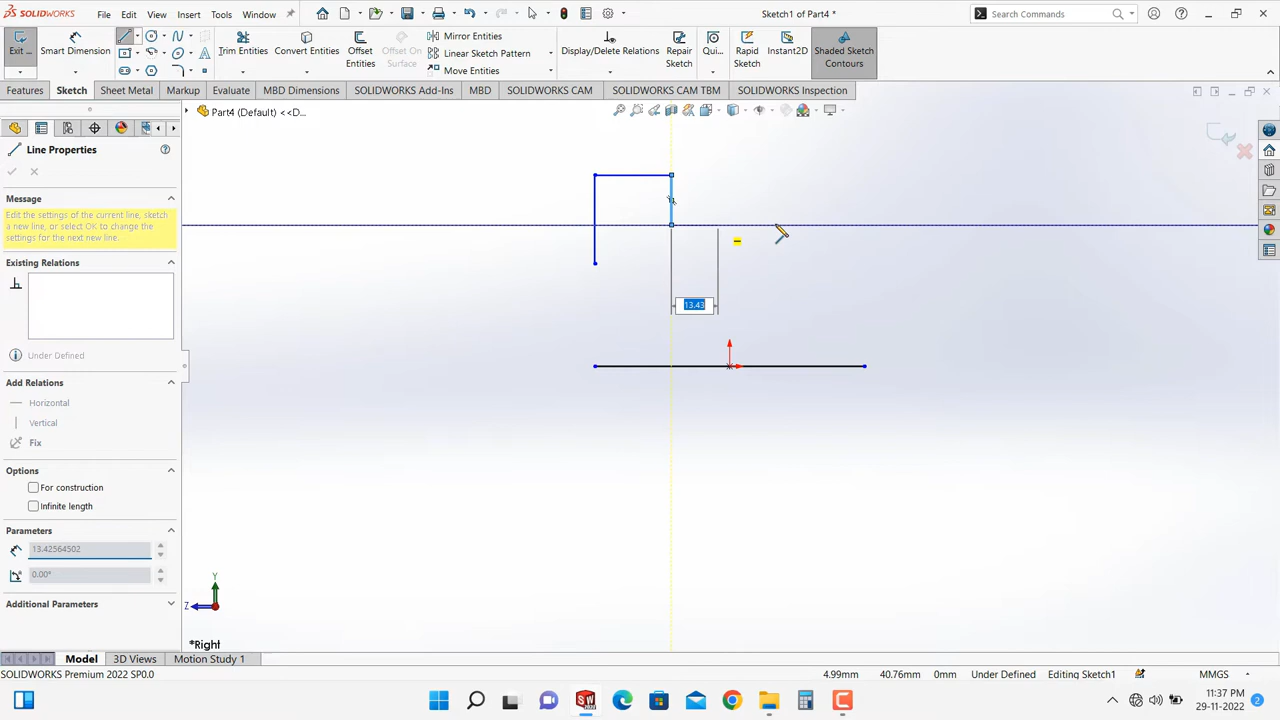 SOLIDWORKS File Edit View Insert Tools Window Sketch1 of Part4 * Search Commands
Exit ... Smart Dimension Trim Entities Convert Entities Offset Entities Offset On Surface Mirror Entities Linear Sketch Pattern Move Entities Display/Delete Relations Repair Sketch Qui... Rapid Sketch Instant2D Shaded Sketch Contours
Features Sketch Sheet Metal Markup Evaluate MBD Dimensions SOLIDWORKS Add-Ins MBD SOLIDWORKS CAM SOLIDWORKS CAM TBM SOLIDWORKS Inspection
Part4 (Default) <<D...
Line Properties
Message
Edit the settings of the current line, sketch
a new line, or select OK to change the
settings for the next new line.
Existing Relations
13.43
Under Defined
Add Relations
Horizontal
Vertical
Fix
Options
For construction
Infinite length
Parameters
13.42564502
0.00°
Additional Parameters
Y
Z
*Right
Model 3D Views Motion Study 1
SOLIDWORKS Premium 2022 SP0.0 4.99mm 40.76mm 0mm Under Defined Editing Sketch1 MMGS
11:37 PM
29-11-2022
2